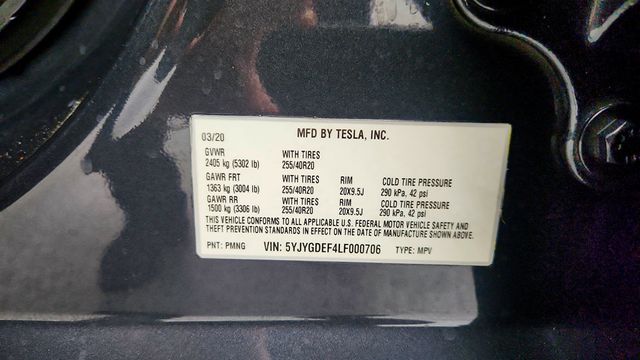 03/20 MFD BY TESLA, INC.
GVWR WITH TIRES
2405 kg (5302 lb) 255/40R20
GAWR FRT WITH TIRES RIM COLD TIRE PRESSURE
1363 kg (3004 lb) 255/40R20 20X9.5J 290 kPa, 42 psi
GAWR RR WITH TIRES RIM COLD TIRE PRESSURE
1500 kg (3306 lb) 255/40R20 20X9.5J 290 kPa, 42 psi
THIS VEHICLE CONFORMS TO ALL APPLICABLE U.S. FEDERAL MOTOR VEHICLE SAFETY AND
THEFT PREVENTION STANDARDS IN EFFECT ON THE DATE OF MANUFACTURE SHOWN ABOVE.
PNT: PMNG VIN: 5YJYGDEF4LF000706 TYPE: MPV